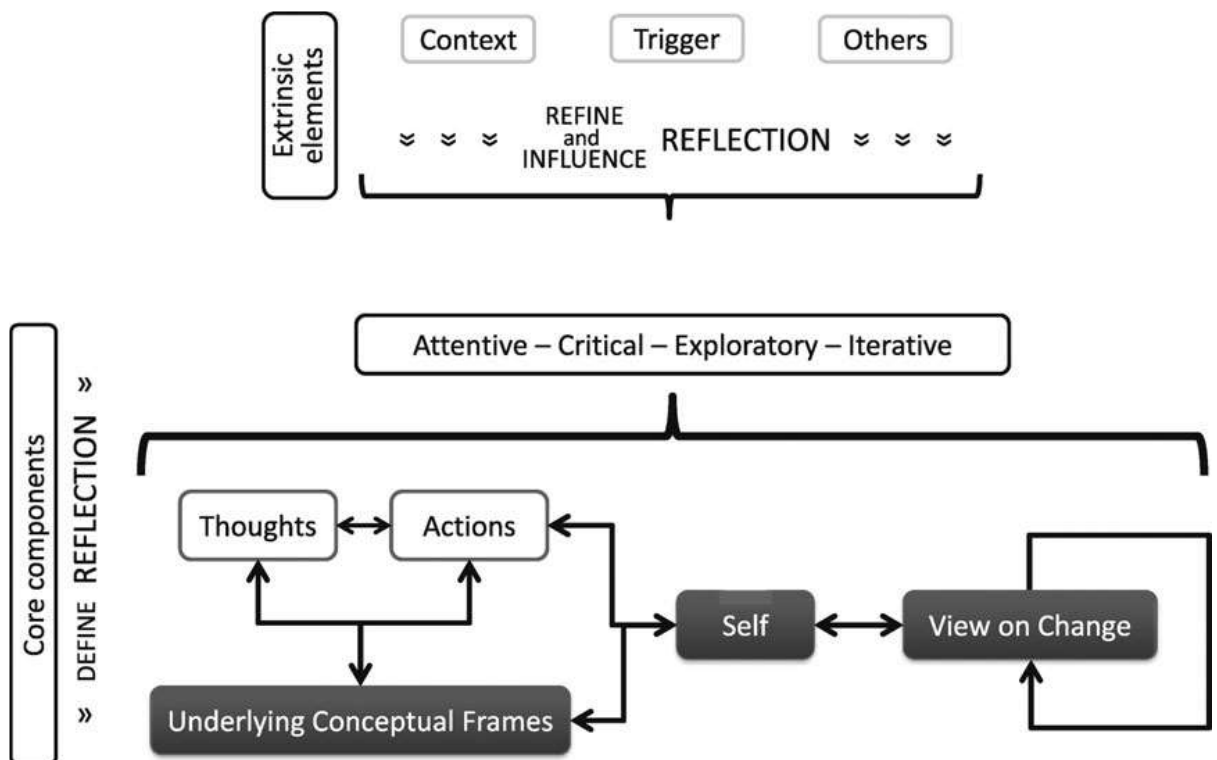 Extrinsic
elements
Context
Trigger
Others
» » »
REFINE
and
INFLUENCE
REFLECTION
» » »
Attentive – Critical – Exploratory – Iterative
Core components
» DEFINE REFLECTION »
Thoughts
Actions
Self
View on Change
Underlying Conceptual Frames